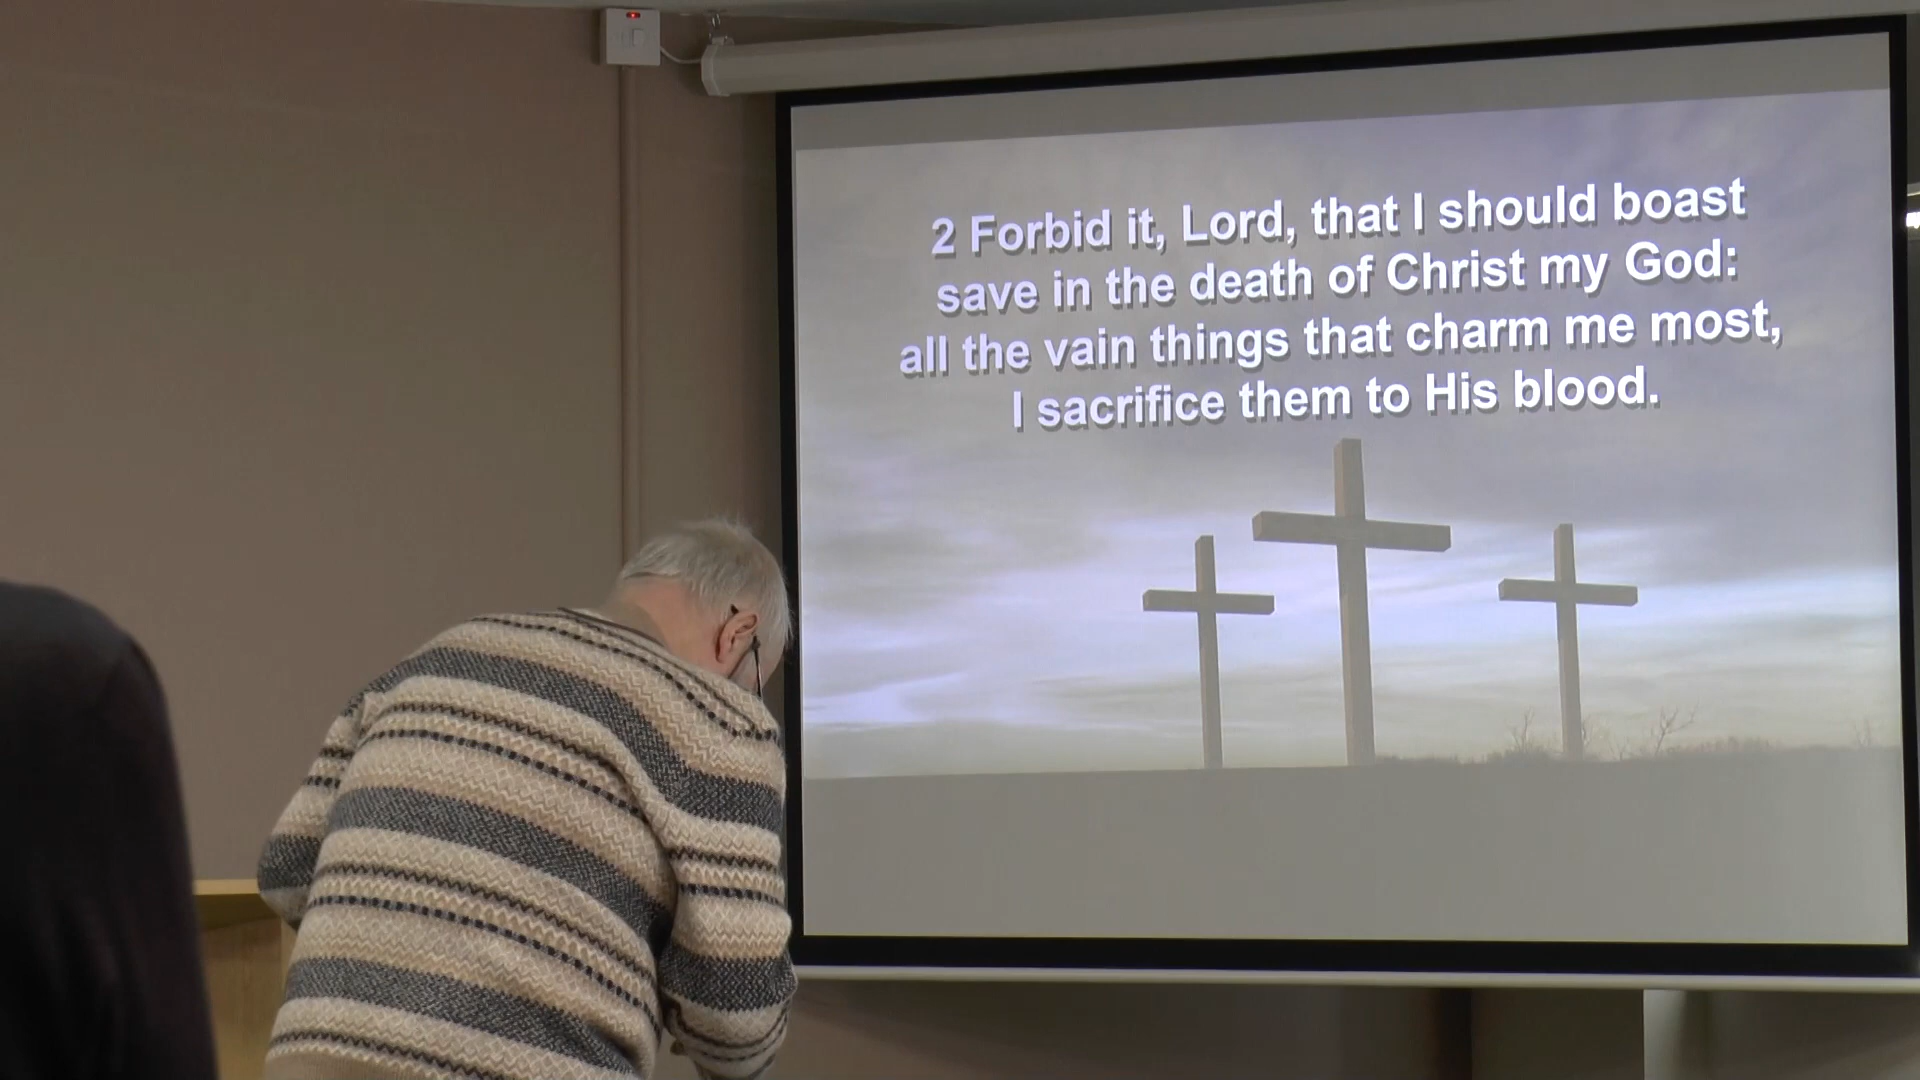 2 Forbid it, Lord, that I should boast
save in the death of Christ my God:
all the vain things that charm me most,
I sacrifice them to His blood.